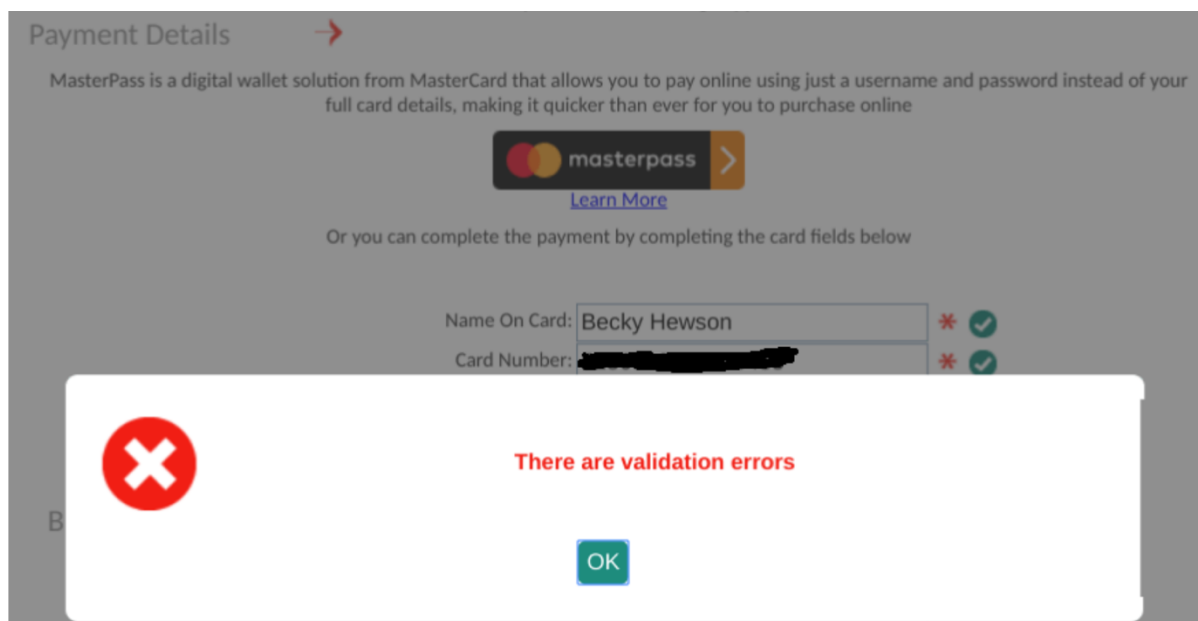 Payment Details
MasterPass is a digital wallet solution from MasterCard that allows you to pay online using just a username and password instead of your
full card details, making it quicker than ever for you to purchase online
masterpass
Learn More
Or you can complete the payment by completing the card fields below
Name On Card: Becky Hewson *
Card Number: *
There are validation errors
B
OK